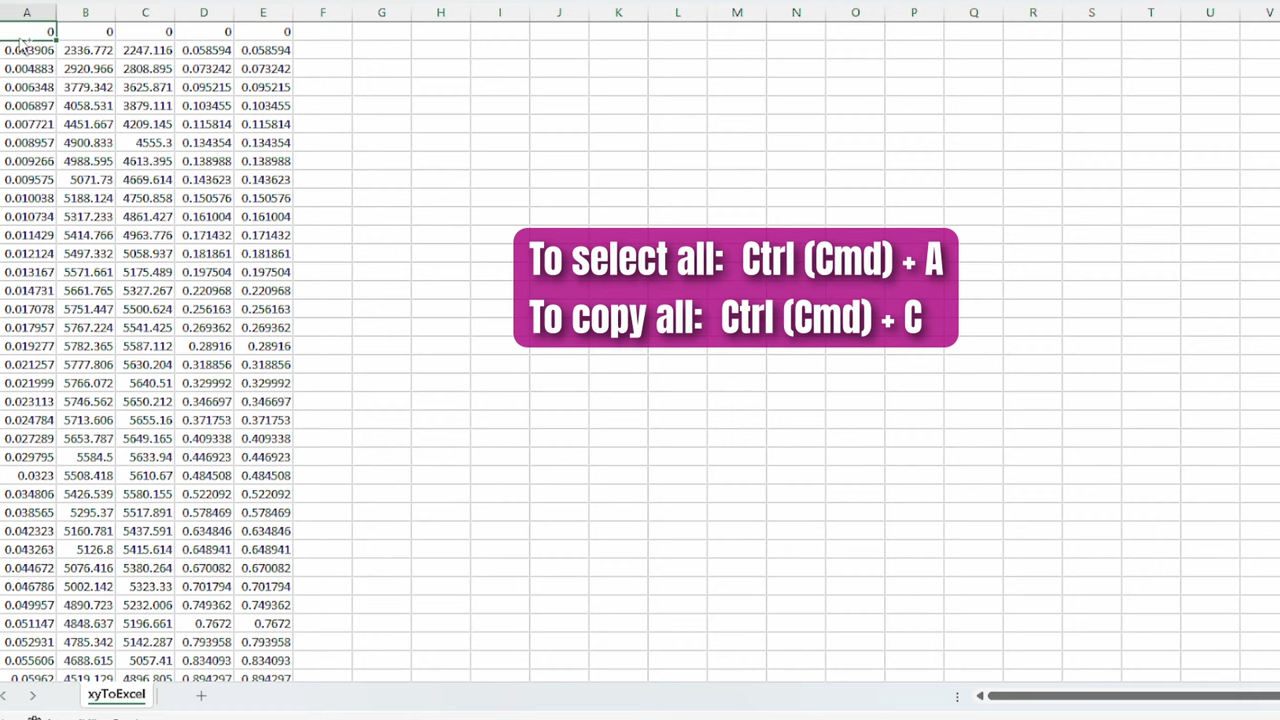 A B C D E F G H I J K L M N O P Q R S T U V
0 0 0 0 0
0.003906 2336.772 2247.116 0.058594 0.058594
0.004883 2920.966 2808.895 0.073242 0.073242
0.006348 3779.342 3625.871 0.095215 0.095215
0.006897 4058.531 3879.111 0.103455 0.103455
0.007721 4451.667 4209.145 0.115814 0.115814
0.008957 4900.833 4555.3 0.134354 0.134354
0.009266 4988.595 4613.395 0.138988 0.138988
0.009575 5071.73 4669.614 0.143623 0.143623
0.010038 5188.124 4750.858 0.150576 0.150576
0.010734 5317.233 4861.427 0.161004 0.161004
0.011429 5414.766 4963.776 0.171432 0.171432
0.012124 5497.332 5058.937 0.181861 0.181861
0.013167 5571.661 5175.489 0.197504 0.197504
0.014731 5661.765 5327.267 0.220968 0.220968
0.017078 5751.447 5500.624 0.256163 0.256163
0.017957 5767.224 5541.425 0.269362 0.269362
0.019277 5782.365 5587.112 0.28916 0.28916
0.021257 5777.806 5630.204 0.318856 0.318856
0.021999 5766.072 5640.51 0.329992 0.329992
0.023113 5746.562 5650.212 0.346697 0.346697
0.024784 5713.606 5655.16 0.371753 0.371753
0.027289 5653.787 5649.165 0.409338 0.409338
0.029795 5584.5 5633.94 0.446923 0.446923
0.0323 5508.418 5610.67 0.484508 0.484508
0.034806 5426.539 5580.155 0.522092 0.522092
0.038565 5295.37 5517.891 0.578469 0.578469
0.042323 5160.781 5437.591 0.634846 0.634846
0.043263 5126.8 5415.614 0.648941 0.648941
0.044672 5076.416 5380.264 0.670082 0.670082
0.046786 5002.142 5323.33 0.701794 0.701794
0.049957 4890.723 5232.006 0.749362 0.749362
0.051147 4848.637 5196.661 0.7672 0.7672
0.052931 4785.342 5142.287 0.793958 0.793958
0.055606 4688.615 5057.41 0.834093 0.834093
0.05962 4519.129 4896.805 0.894297 0.894297
To select all: Ctrl (Cmd) + A
To copy all: Ctrl (Cmd) + C
xyToExcel